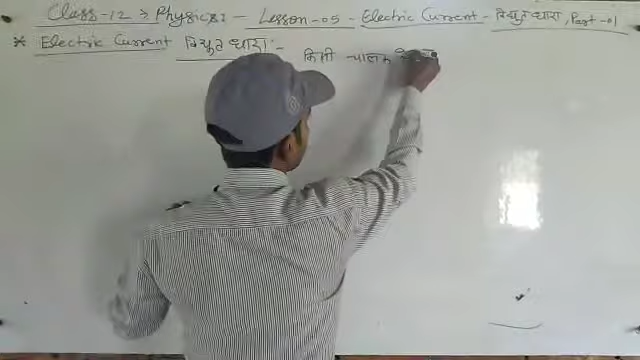 Class-12 Physics:- Lesson-05 - Electric Current - विद्युत धारा, Part-01
* Electric Current विद्युत धारा:- किसी चालक